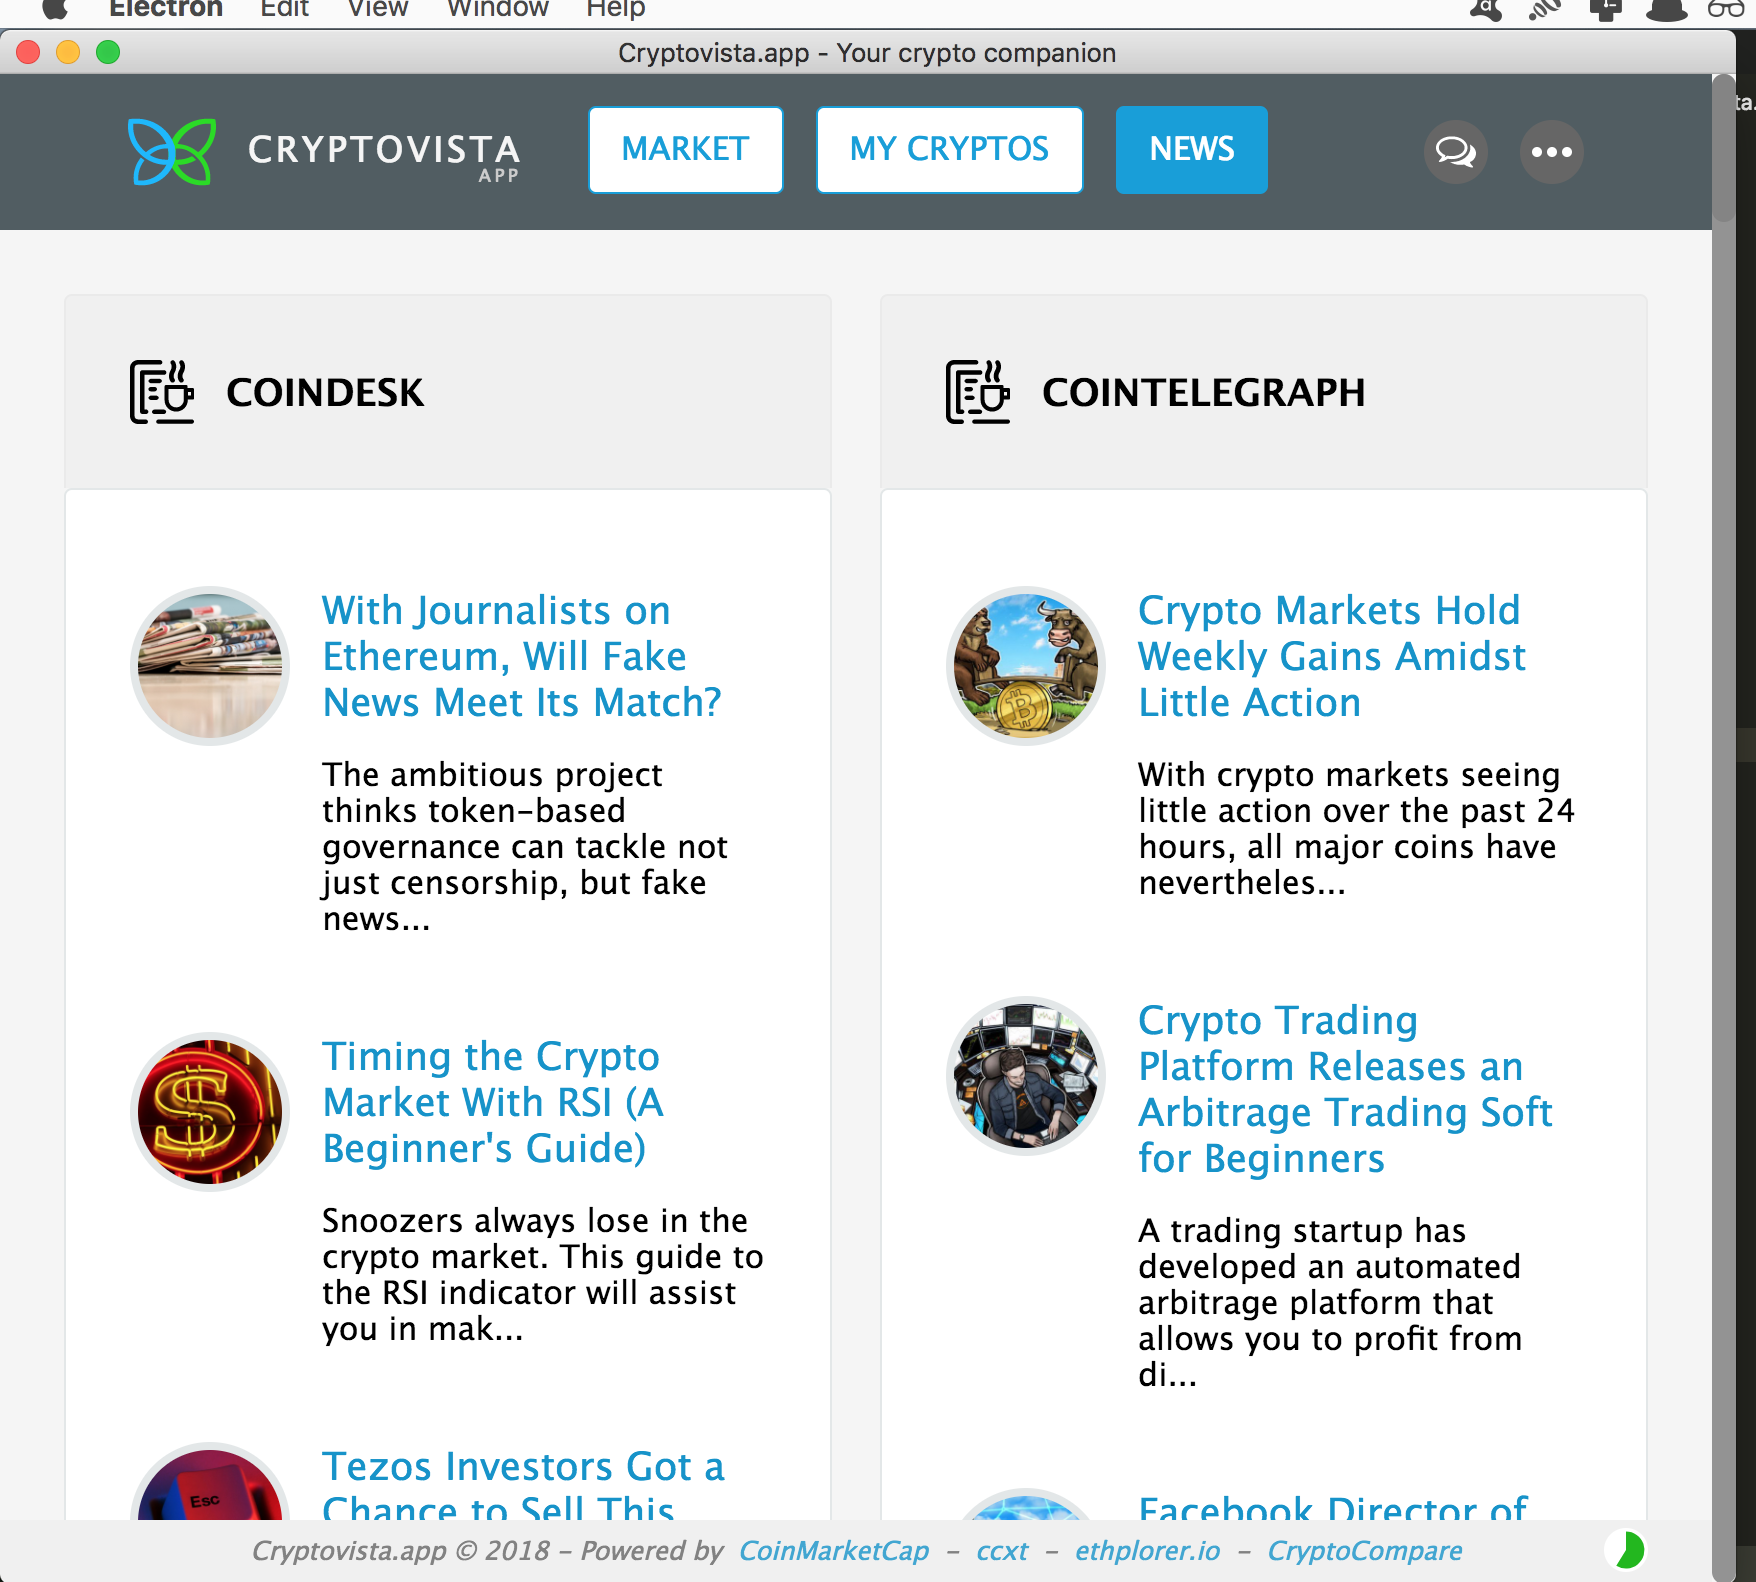 Electron Edit View Window Help
Cryptovista.app - Your crypto companion
ta.
CRYPTOVISTA
APP
MARKET
MY CRYPTOS
NEWS
COINDESK
With Journalists on
Ethereum, Will Fake
News Meet Its Match?
The ambitious project
thinks token-based
governance can tackle not
just censorship, but fake
news...
Timing the Crypto
Market With RSI (A
Beginner's Guide)
Snoozers always lose in the
crypto market. This guide to
the RSI indicator will assist
you in mak...
Esc
Tezos Investors Got a
Chance to Sell This
COINTELEGRAPH
Crypto Markets Hold
Weekly Gains Amidst
Little Action
With crypto markets seeing
little action over the past 24
hours, all major coins have
nevertheles...
Crypto Trading
Platform Releases an
Arbitrage Trading Soft
for Beginners
A trading startup has
developed an automated
arbitrage platform that
allows you to profit from
di...
Facebook Director of
Cryptovista.app © 2018 - Powered by CoinMarketCap - ccxt - ethplorer.io - CryptoCompare